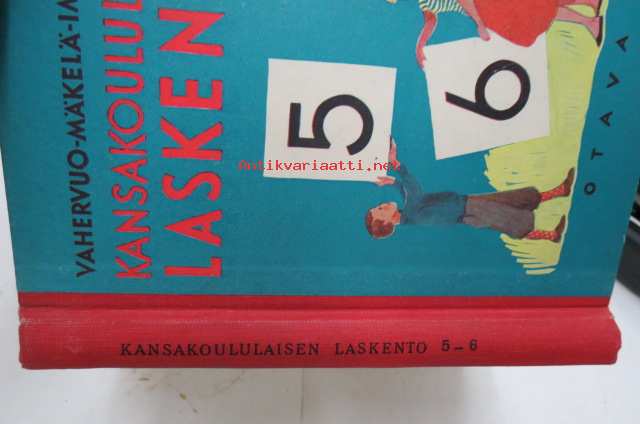 VAHERVUO-MÄKELÄ-
KANSAKOULUL
LASKEN
5
6
OTAVA
Antikvariaatti.net
KANSAKOULULAISEN LASKENTO 5-6